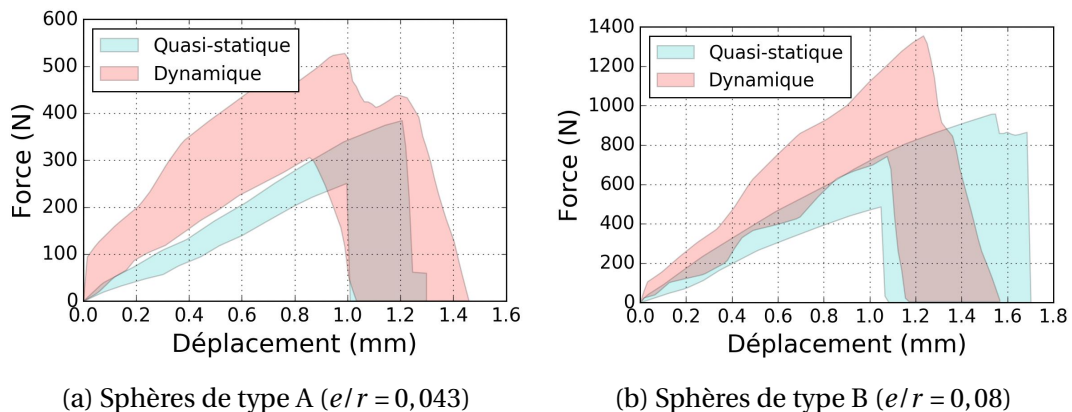 600
500
400
300
200
100
0
Force (N)
Quasi-statique
Dynamique
0.0 0.2 0.4 0.6 0.8 1.0 1.2 1.4 1.6
Déplacement (mm)
(a) Sphères de type A (e/r = 0,043)
1400
1200
1000
800
600
400
200
0
Force (N)
Quasi-statique
Dynamique
0.0 0.2 0.4 0.6 0.8 1.0 1.2 1.4 1.6 1.8
Déplacement (mm)
(b) Sphères de type B (e/r = 0,08)